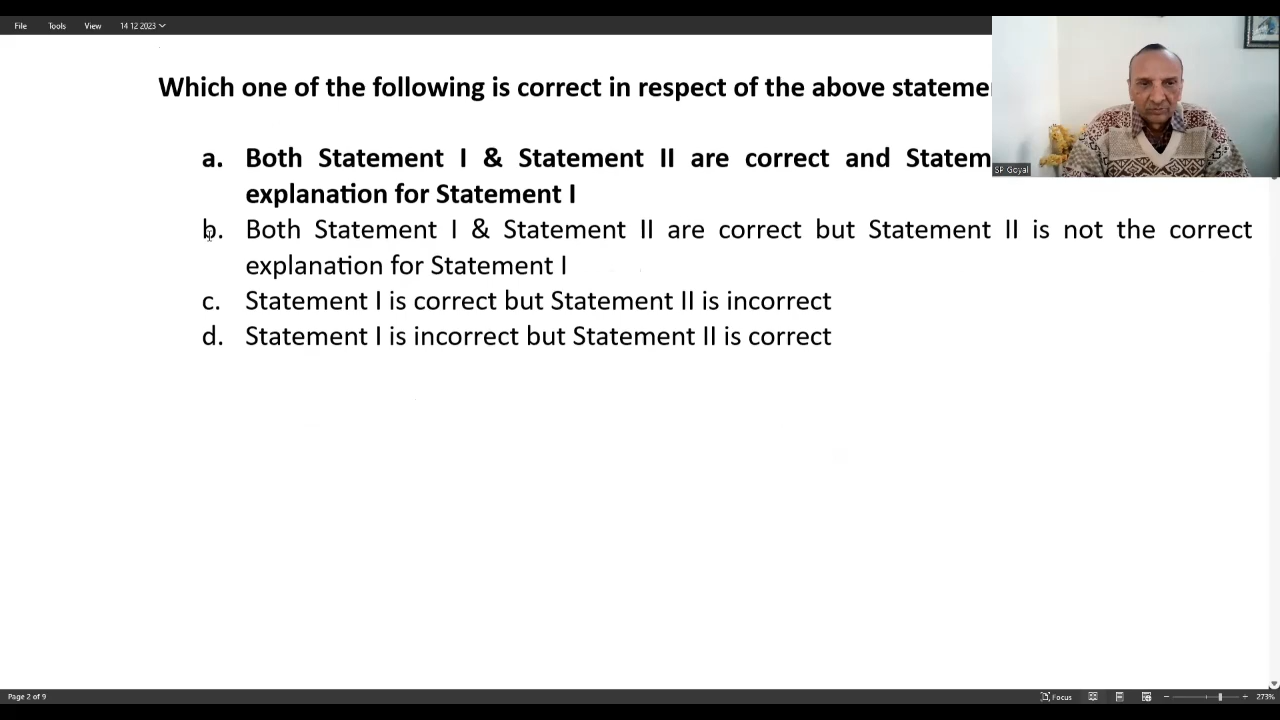 File Tools View 14 12 2023
Which one of the following is correct in respect of the above
SP Goyal
a. Both Statement I & Statement II are correct and
explanation for Statement I
b. Both Statement I & Statement II are correct but Statement II is not the correct
explanation for Statement I
c. Statement I is correct but Statement II is incorrect
d. Statement I is incorrect but Statement II is correct
Page 2 of 9 Focus 273%